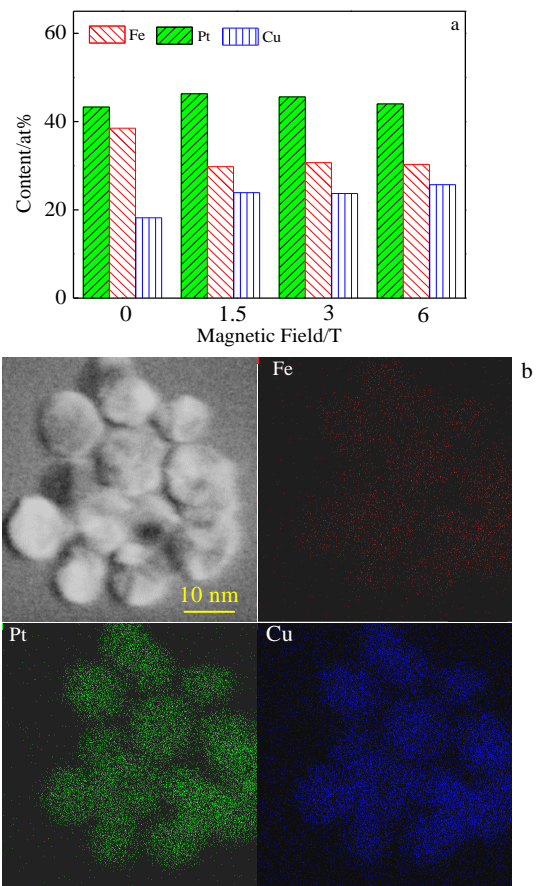 60
a
Fe
Pt
Cu
Content/at%
40
20
0
0
1.5
3
6
Magnetic Field/T
Fe
b
10 nm
Pt
Cu